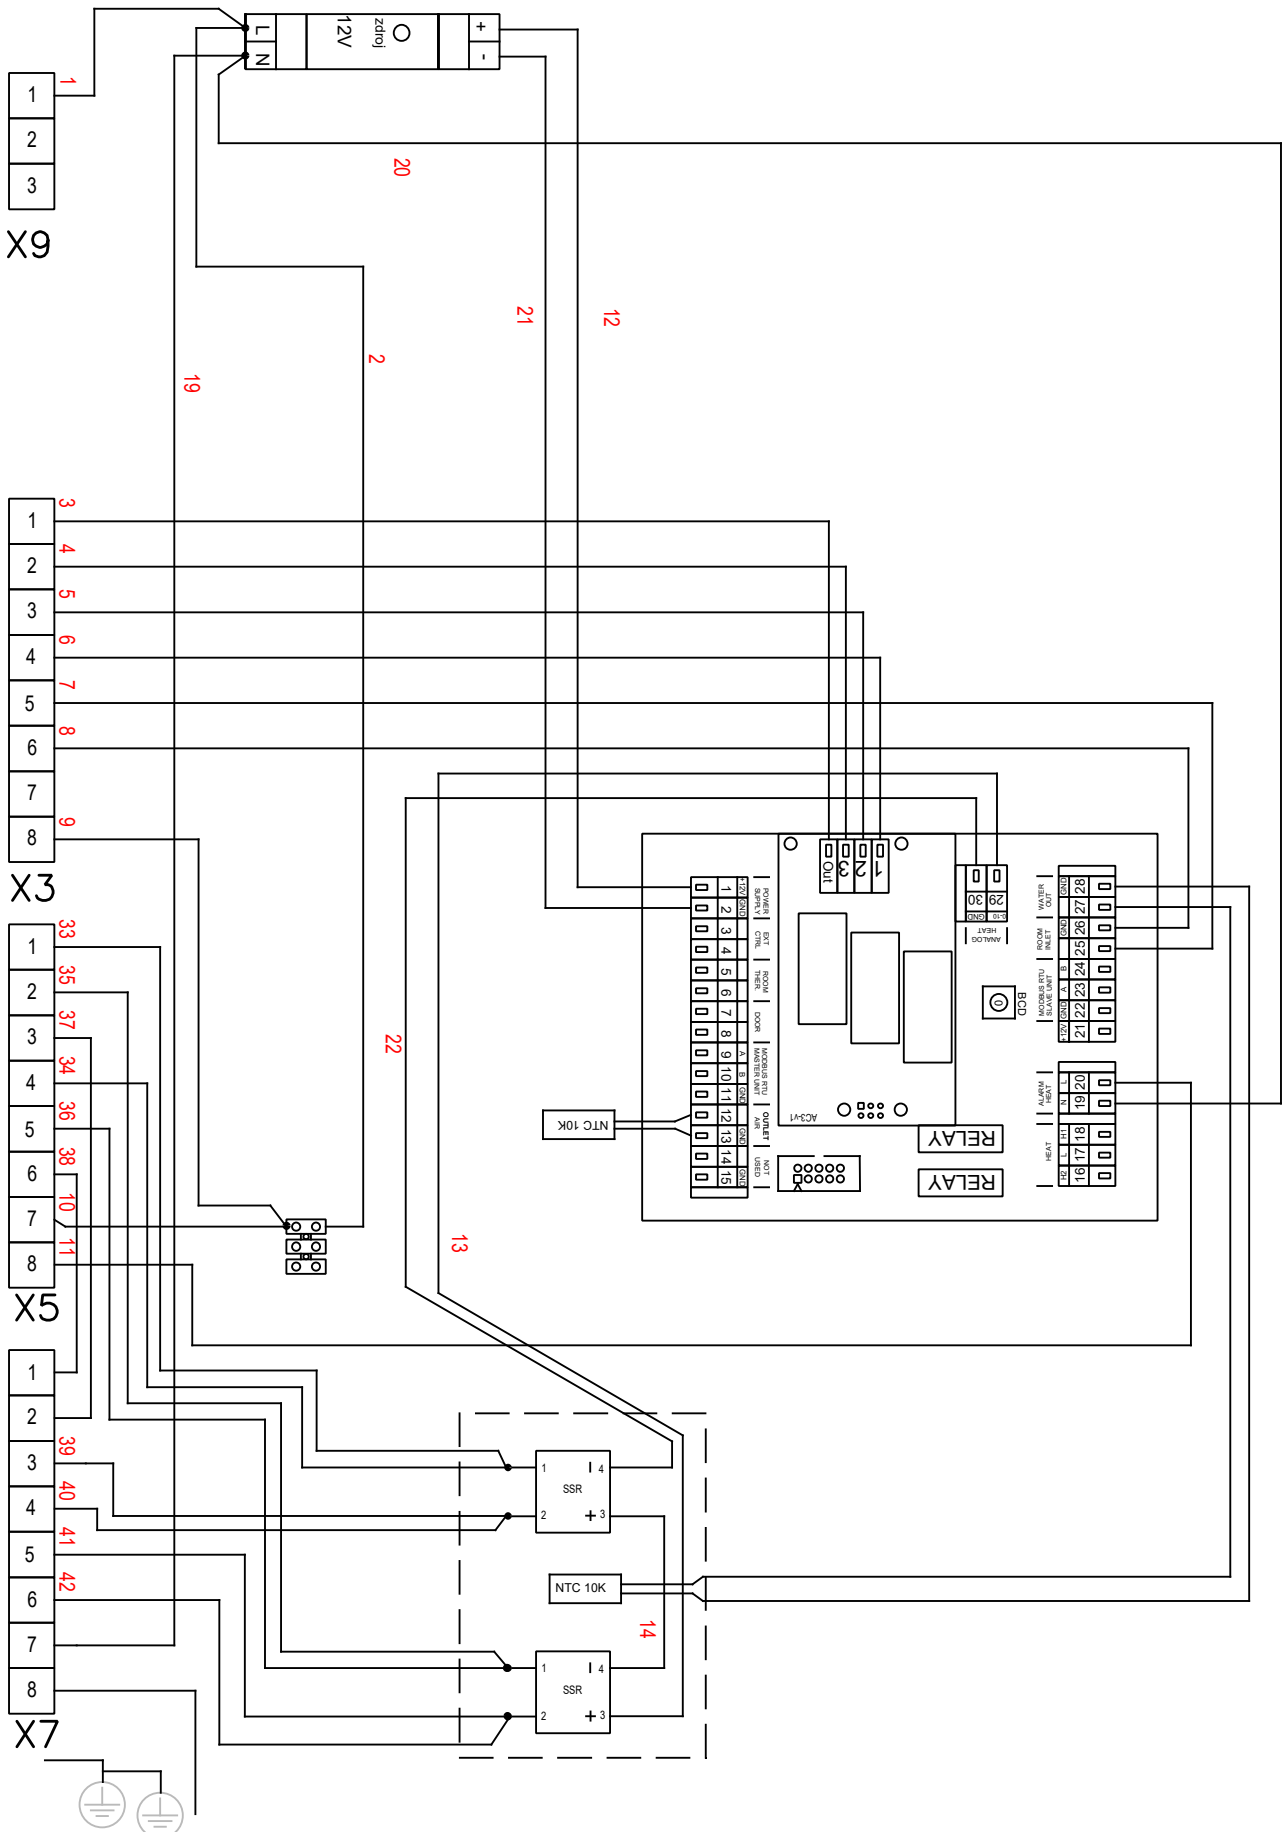 L
N
12V
zdroj
+
-
1
1
2
3
X9
20
21
12
2
19
3
4
5
6
7
8
9
1
2
3
4
5
6
7
8
X3
33
35
37
34
36
38
10
11
1
2
3
4
5
6
7
8
X5
39
40
41
42
1
2
3
4
5
6
7
8
X7
22
13
14
Out
3
2
1
AC3-v1
30 29
GND 0-10
ANALOG
HEAT
BCD
0
RELAY
RELAY
1 +12V
2 GND
3
4
5
6
7
8
9 A
10 B
11 GND
12
13 GND
14
15 GND
POWER
SUPPLY
EXT
CTRL
ROOM
THER.
DOOR
MODBUS RTU
MASTER UNIT
OUTLET
AIR
NOT
USED
WATER
OUT
ROOM
INLET
MODBUS RTU
SLAVE UNIT
ALARM
HEAT
HEAT
GND 28
27
GND 26
25
B 24
A 23
GND 22
+12V 21
L 20
N 19
H1 18
L 17
H2 16
NTC 10K
1 SSR 4
2 + 3
NTC 10K
1 SSR 4
2 + 3